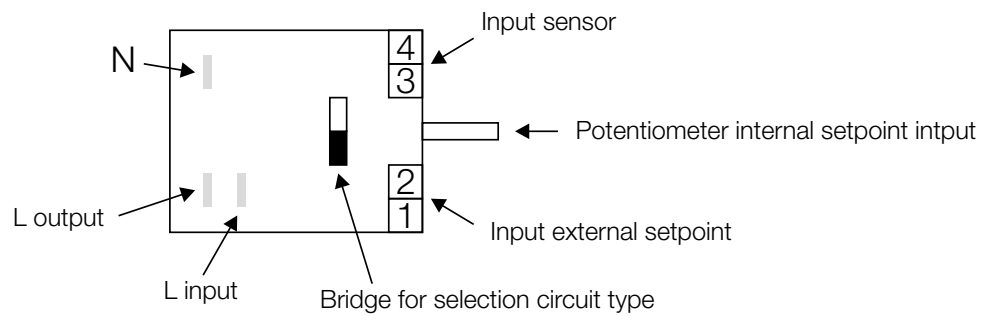 Input sensor
N
4
3
Potentiometer internal setpoint intput
2
1
L output
Input external setpoint
L input
Bridge for selection circuit type